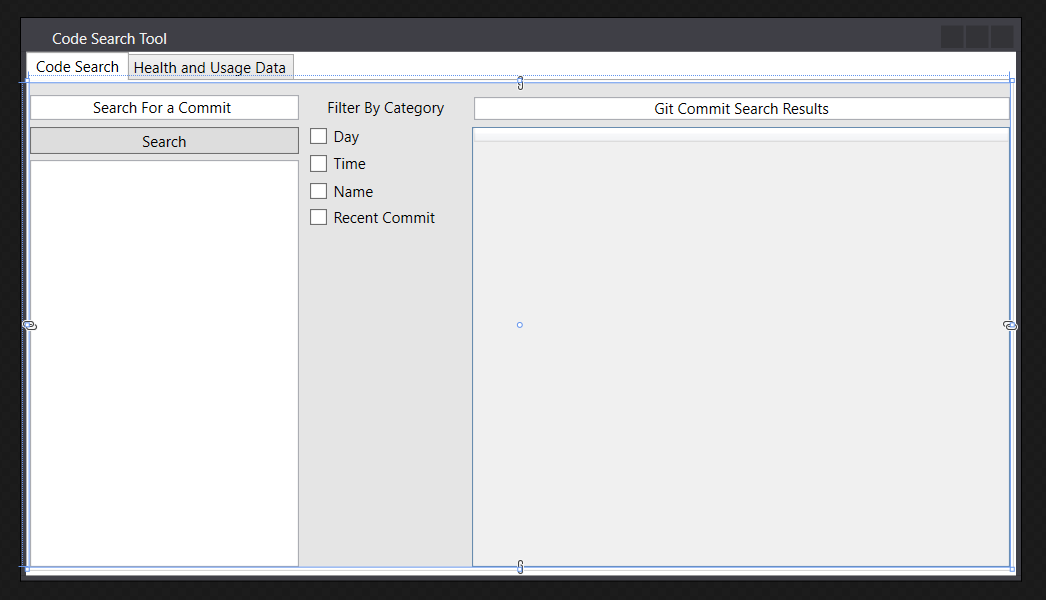 Code Search Tool
Code Search
Health and Usage Data
Search For a Commit
Filter By Category
Git Commit Search Results
Search
Day
Time
Name
Recent Commit